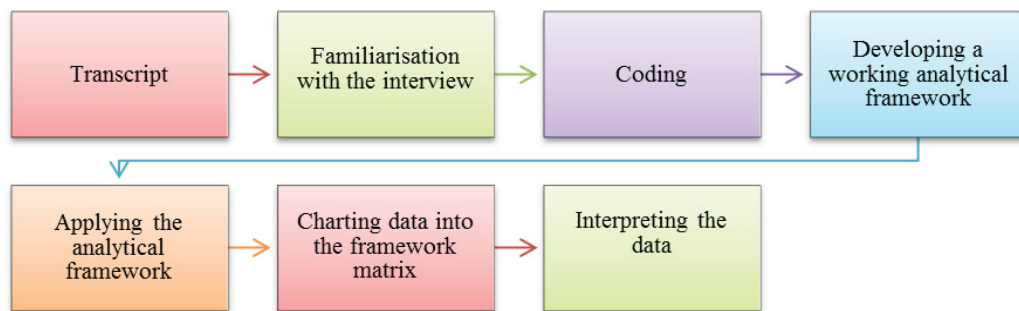 Transcript
Familiarisation
with the interview
Coding
Developing a
working analytical
framework
Applying the
analytical
framework
Charting data into
the framework
matrix
Interpreting the
data